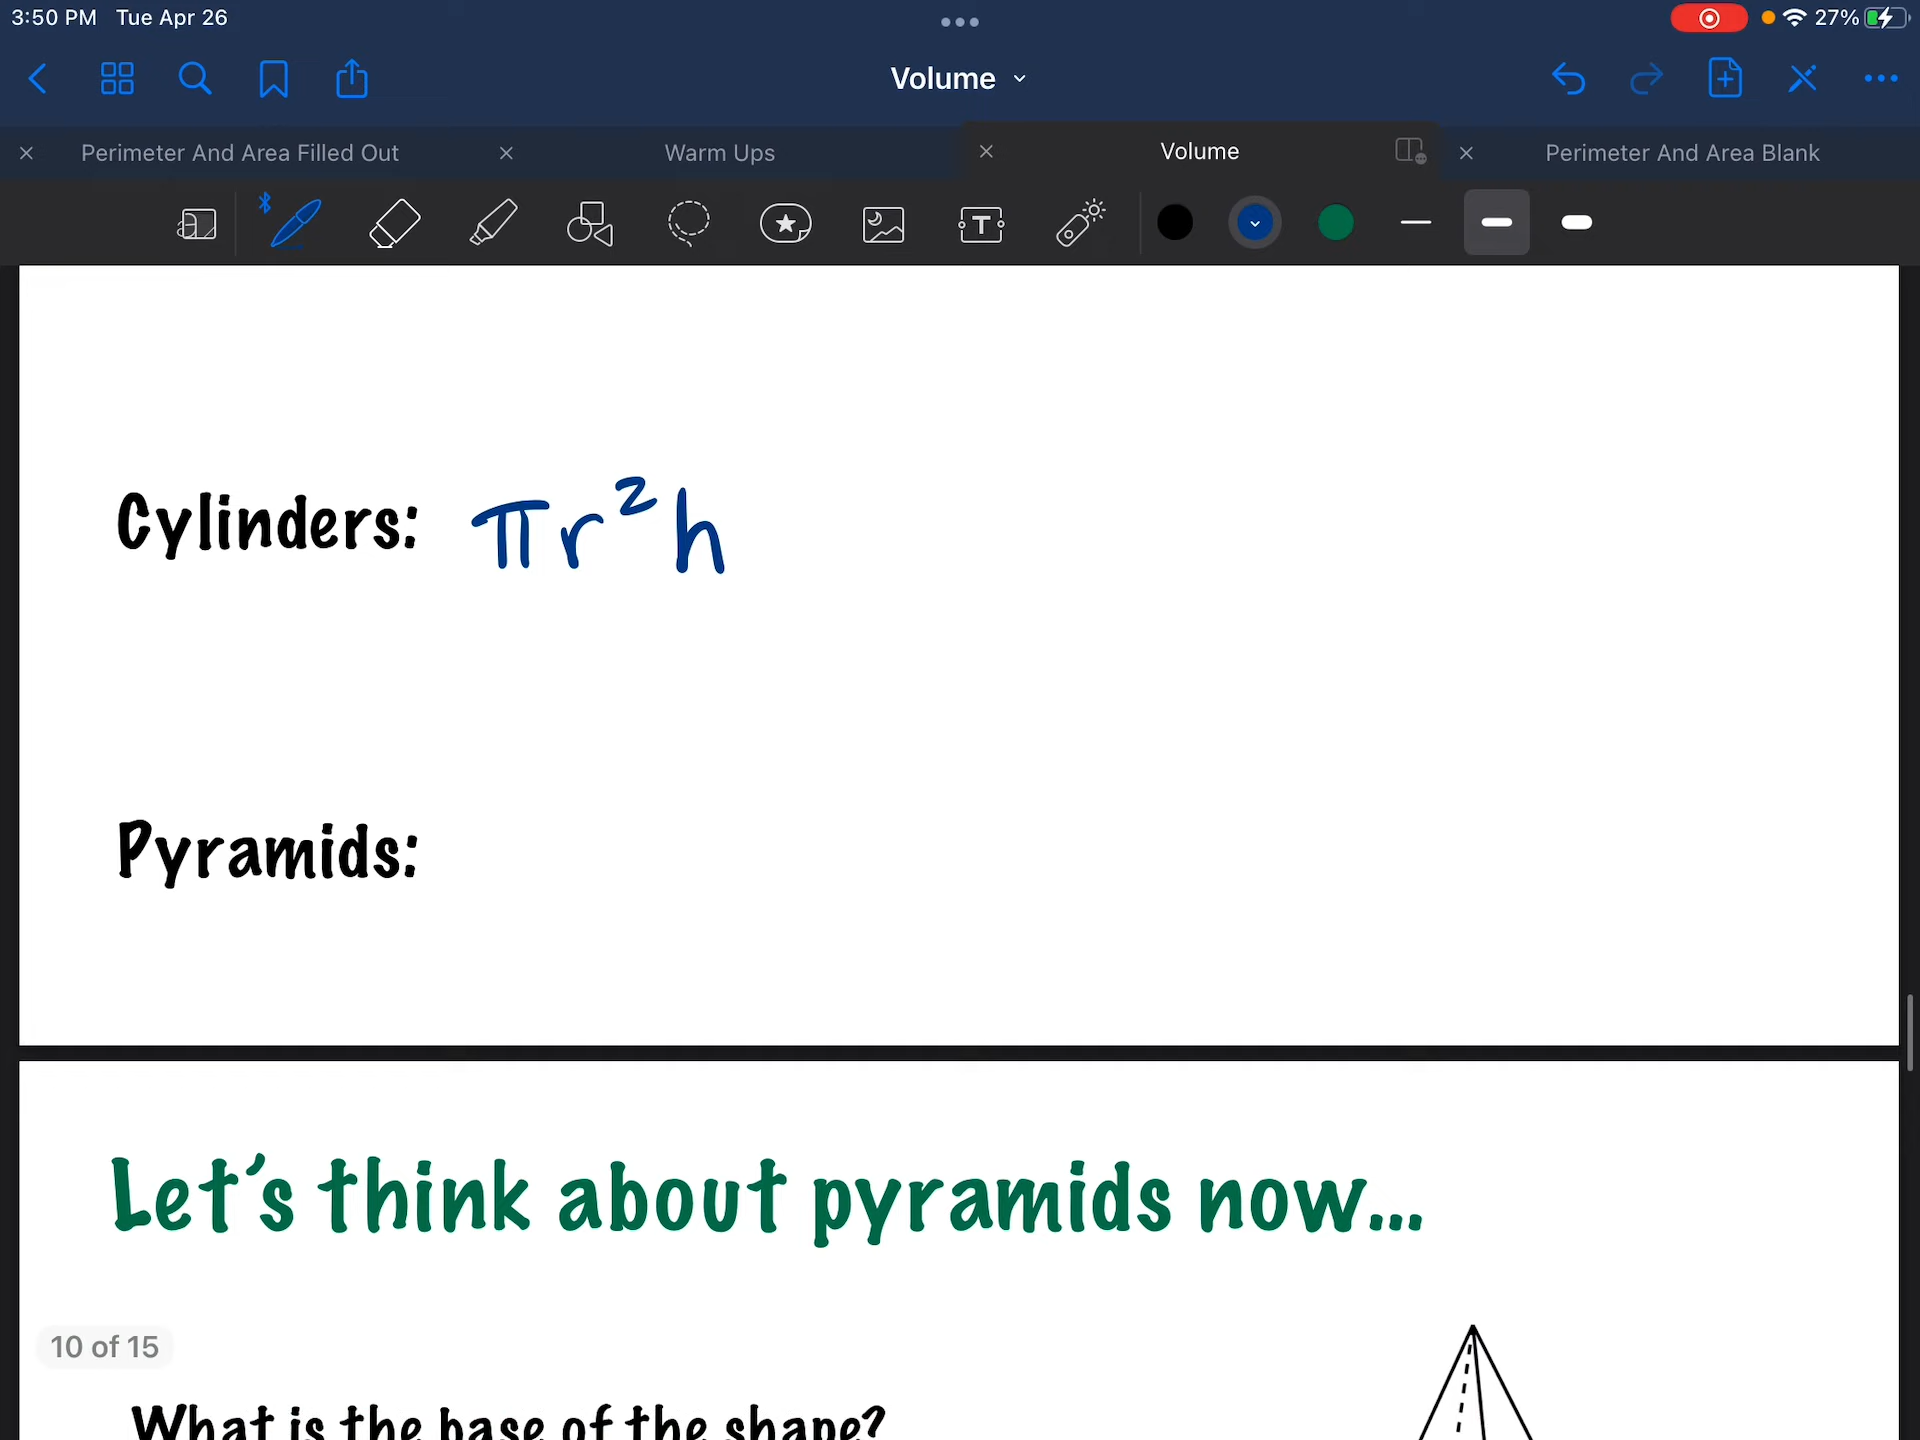 3:50 PM Tue Apr 26
27%
Volume
Perimeter And Area Filled Out
Warm Ups
Volume
Perimeter And Area Blank
T
Cylinders: πr²h
Pyramids:
Let's think about pyramids now...
10 of 15
What is the base of the shape?